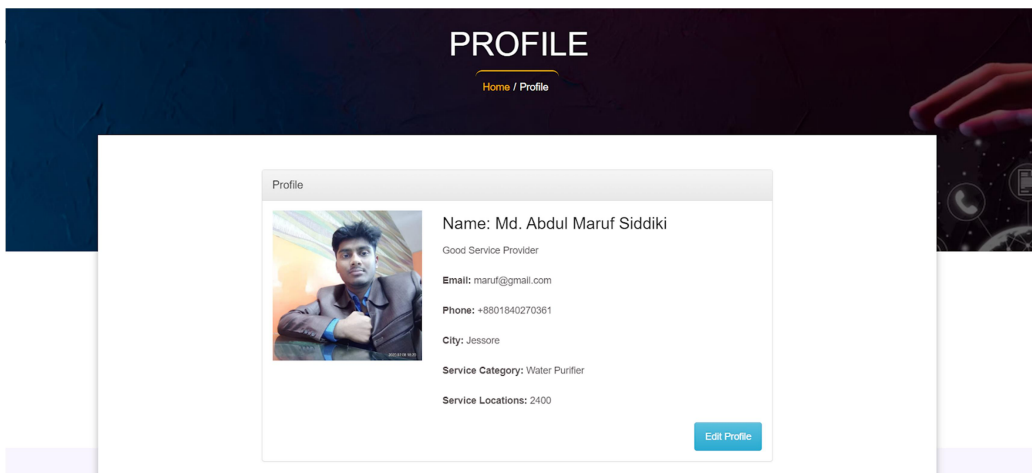 PROFILE
Home / Profile
Profile
Name: Md. Abdul Maruf Siddiki
Good Service Provider
Email: maruf@gmail.com
Phone: +8801840270361
City: Jessore
Service Category: Water Purifier
Service Locations: 2400
Edit Profile